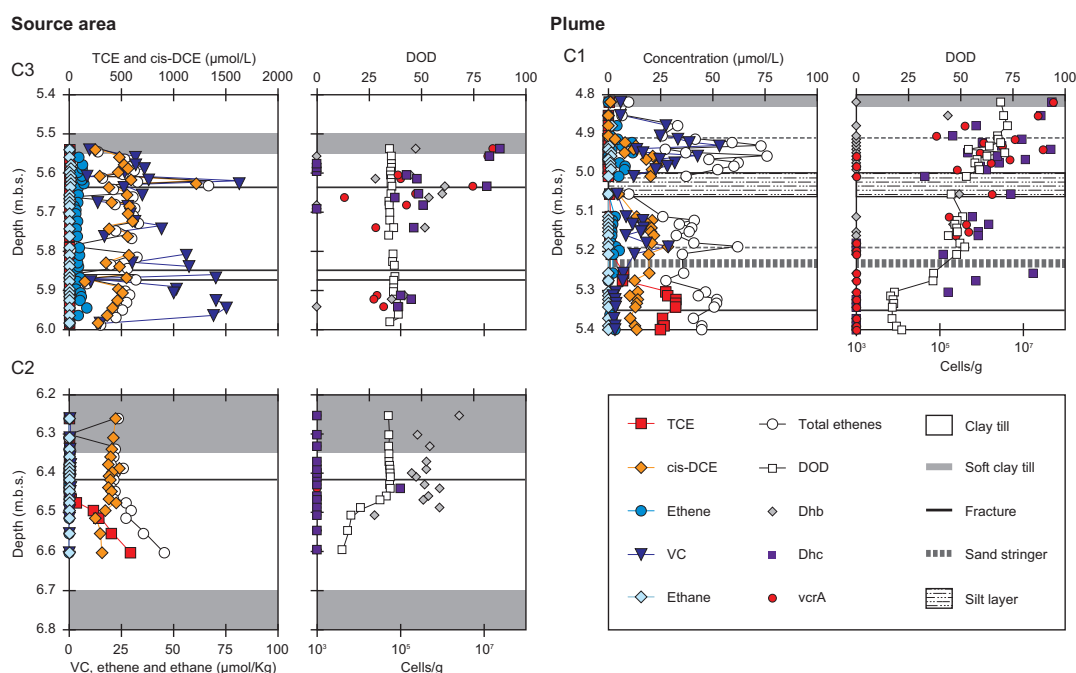 Source area
Plume
TCE and cis-DCE (µmol/L)
DOD
C3
0 500 1000 1500 2000
0 25 50 75 100
5.4
5.5
5.6
5.7
5.8
5.9
6.0
Depth (m.b.s.)
C1
Concentration (µmol/L)
DOD
0 25 50 75 100
0 25 50 75 100
4.8
4.9
5.0
5.1
5.2
5.3
5.4
Depth (m.b.s.)
10³ 10⁵ 10⁷
Cells/g
C2
6.2
6.3
6.4
6.5
6.6
6.7
6.8
Depth (m.b.s.)
0 25 50 75 100
VC, ethene and ethane (µmol/Kg)
10³ 10⁵ 10⁷
Cells/g
TCE
Total ethenes
Clay till
cis-DCE
DOD
Soft clay till
Ethene
Dhb
Fracture
VC
Dhc
Sand stringer
Ethane
vcrA
Silt layer